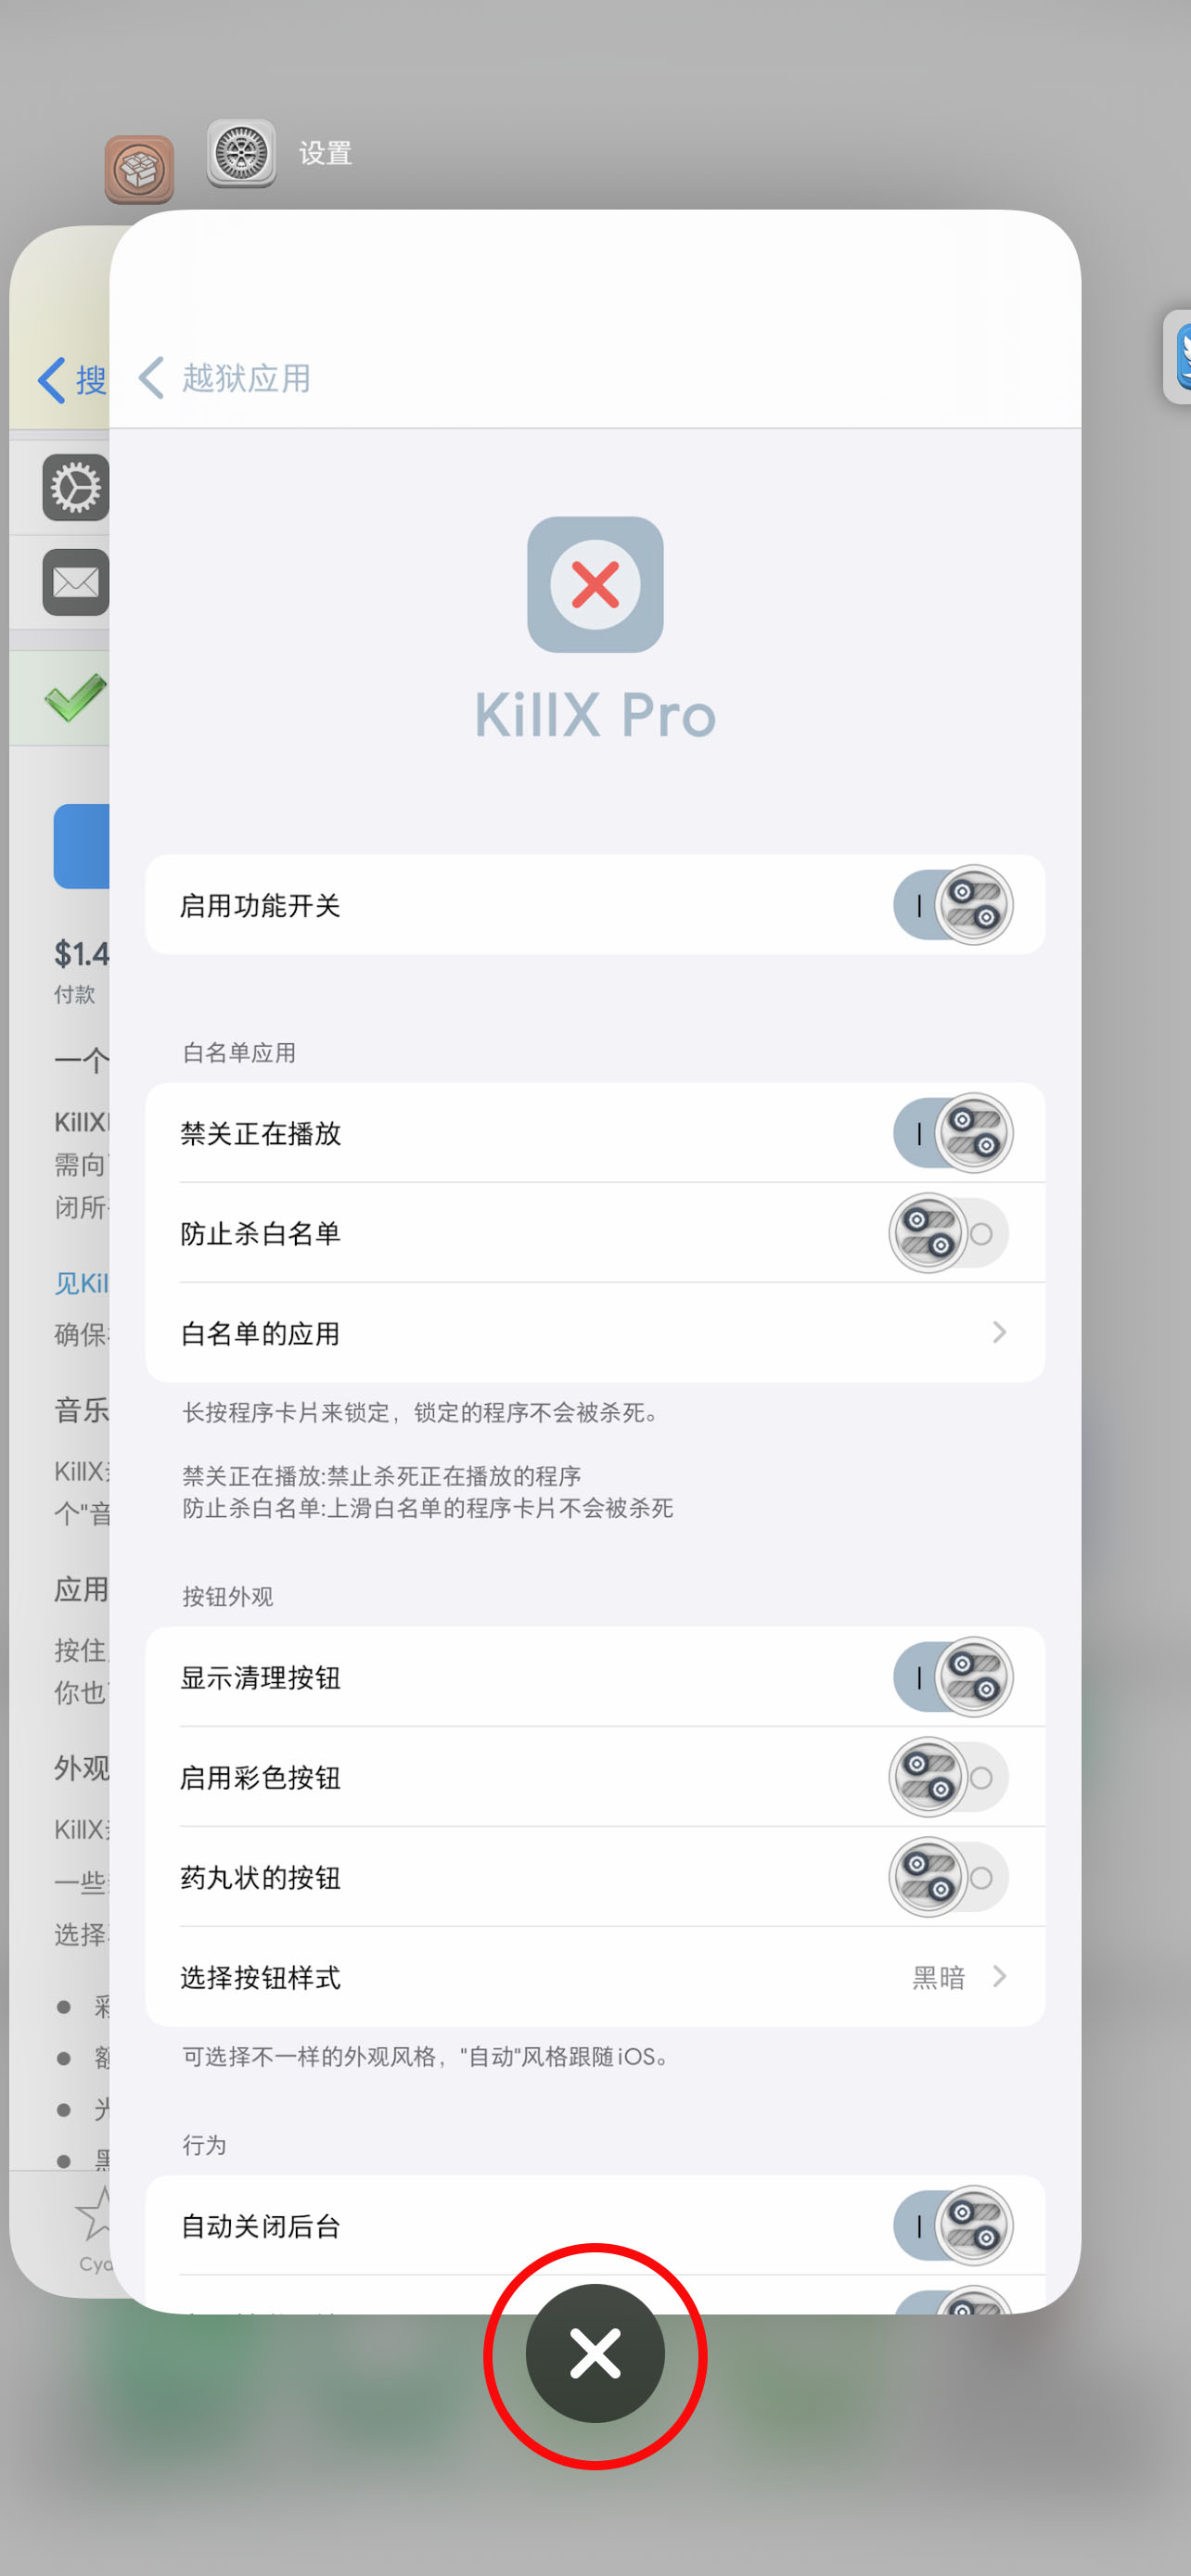 设置
搜
越狱应用
KillX Pro
启用功能开关
$1.4
付款
白名单应用
一个
禁关正在播放
KillX
需向
防止杀白名单
闭所
见Kil
白名单的应用
确保
音乐
长按程序卡片来锁定，锁定的程序不会被杀死。
KillX
禁关正在播放:禁止杀死正在播放的程序
个"音
防止杀白名单:上滑白名单的程序卡片不会被杀死
应用
按钮外观
按住
显示清理按钮
你也
外观
启用彩色按钮
KillX
药丸状的按钮
一些
选择
选择按钮样式
黑暗
可选择不一样的外观风格，"自动"风格跟随iOS。
行为
自动关闭后台
Cyd